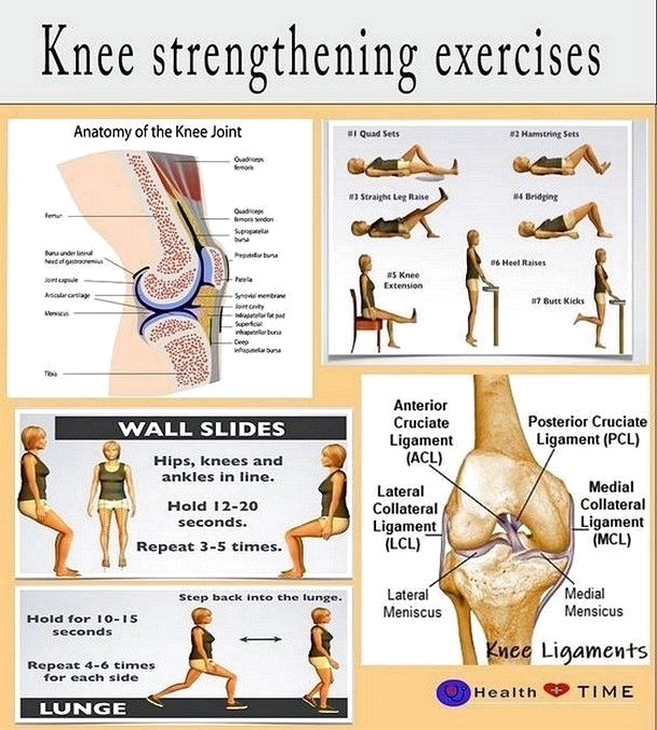 Knee strengthening exercises
Anatomy of the Knee Joint
Quadriceps
femoris
Femur
Quadriceps
femoris tendon
Suprapatellar
bursa
Bursa under lateral
head of gastrocnemius
Prepatellar bursa
Joint capsule
Patella
Articular cartilage
Synovial membrane
Joint cavity
Meniscus
Infrapatellar fat pad
Superficial
infrapatellar bursa
Deep
infrapatellar bursa
Tibia
#1 Quad Sets
#2 Hamstring Sets
#3 Straight Leg Raise
#4 Bridging
#5 Knee
Extension
#6 Heel Raises
#7 Butt Kicks
WALL SLIDES
Hips, knees and
ankles in line.
Hold 12-20
seconds.
Repeat 3-5 times.
Step back into the lunge.
Hold for 10-15
seconds
Repeat 4-6 times
for each side
LUNGE
Anterior
Cruciate
Ligament
(ACL)
Posterior Cruciate
Ligament (PCL)
Lateral
Collateral
Ligament
(LCL)
Medial
Collateral
Ligament
(MCL)
Lateral
Meniscus
Medial
Mensicus
Knee Ligaments
Health TIME